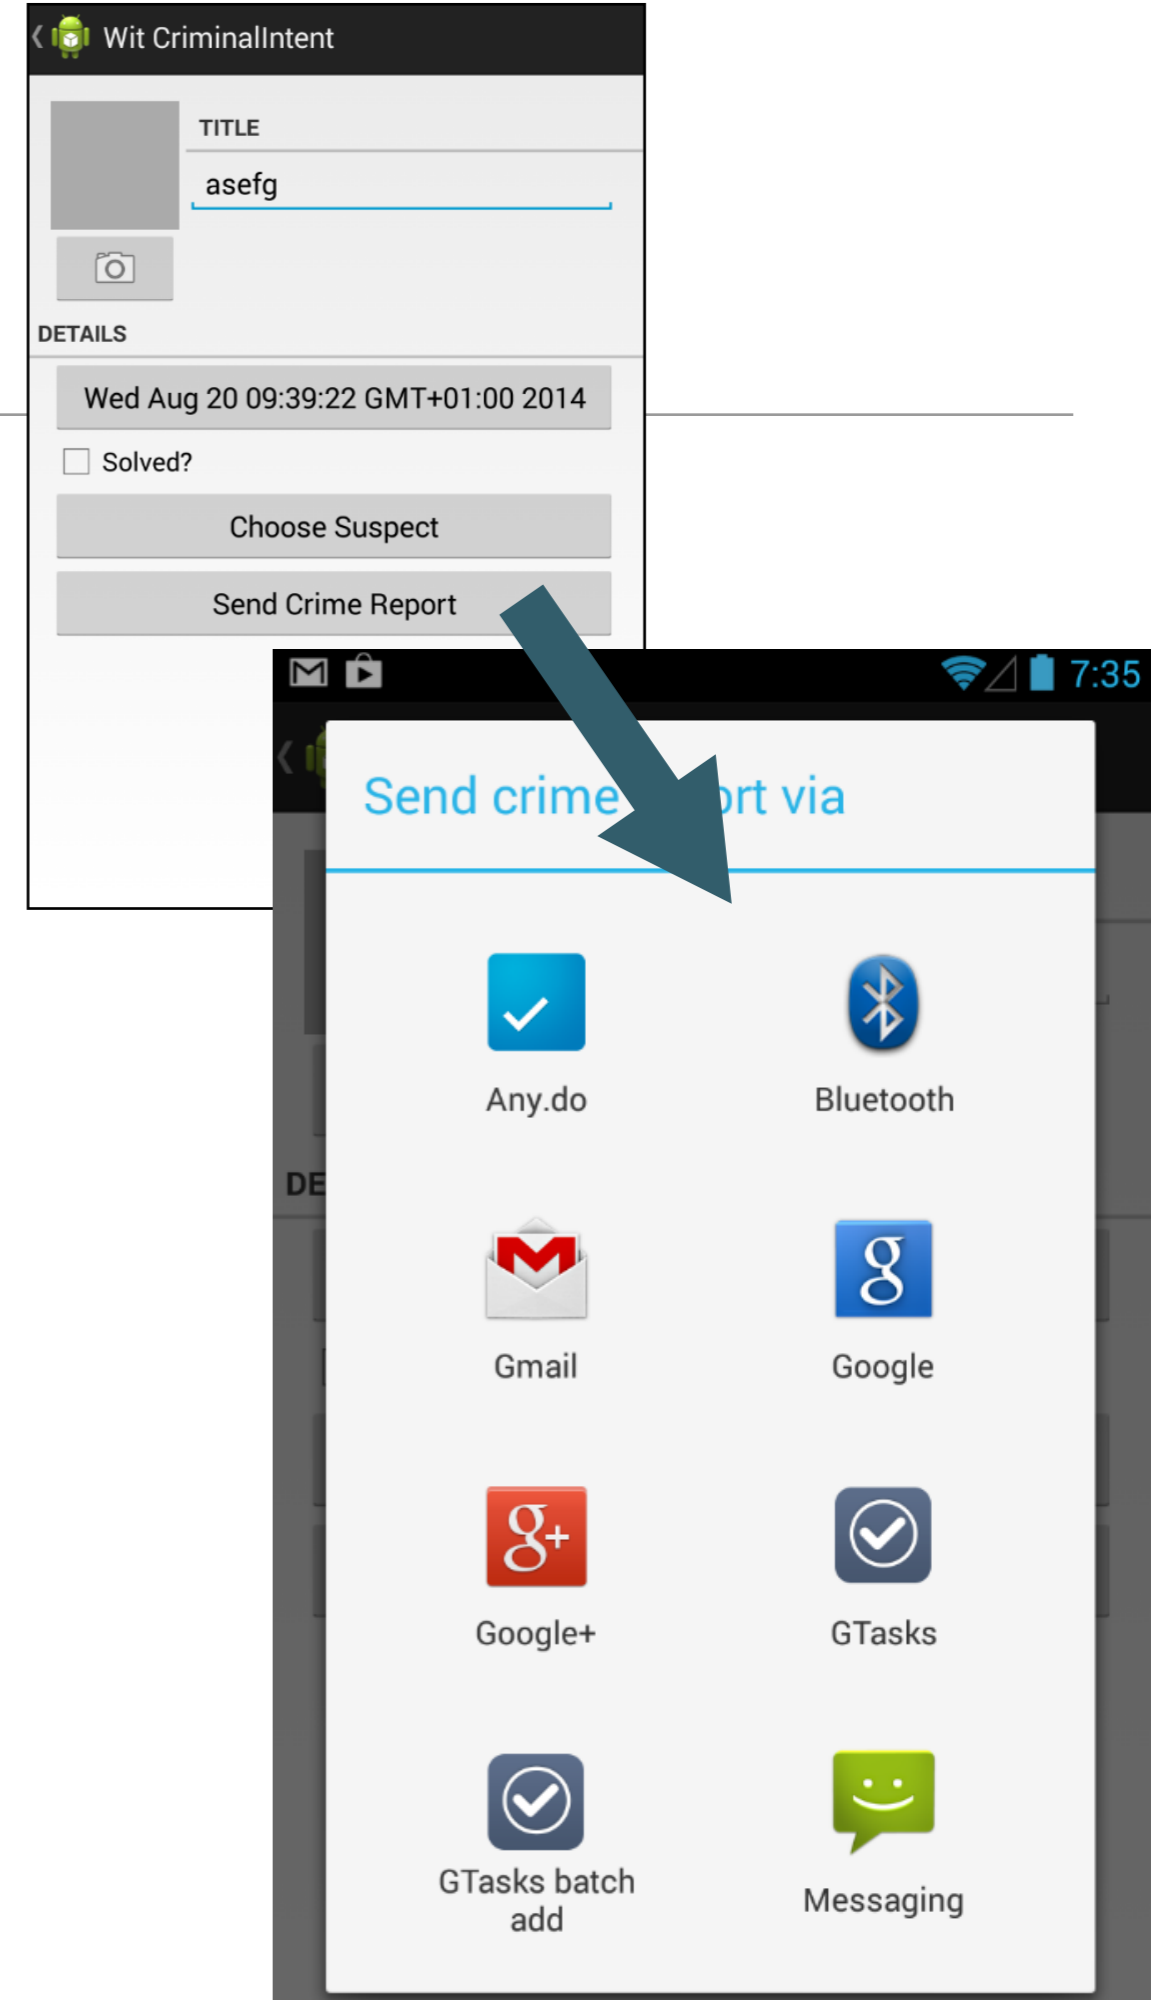 Wit CriminalIntent
TITLE
asefg
DETAILS
Wed Aug 20 09:39:22 GMT+01:00 2014
Solved?
Choose Suspect
Send Crime Report
7:35
Send crime ort via
Any.do
Bluetooth
DE
Gmail
Google
Google+
GTasks
GTasks batch
add
Messaging